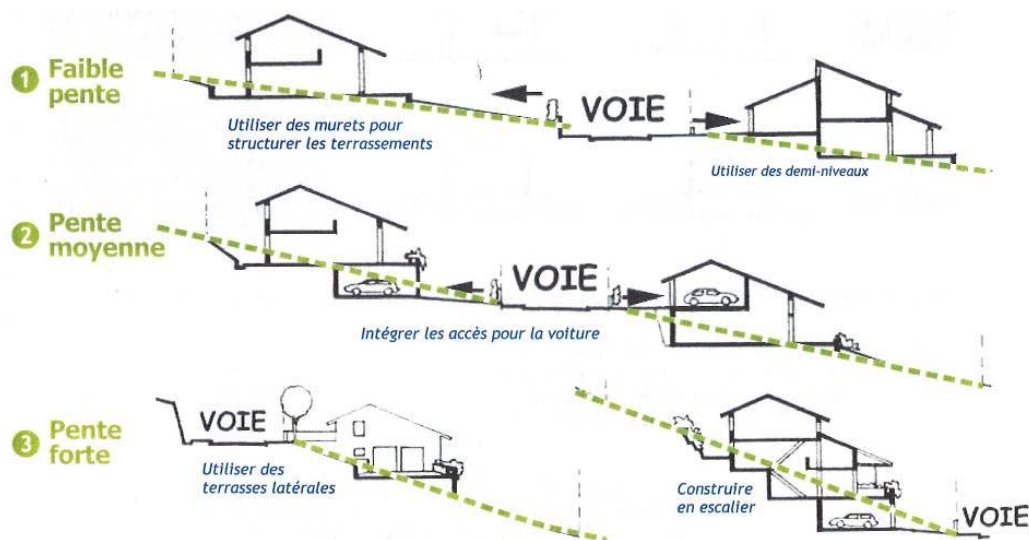 1 Faible
pente
VOIE
Utiliser des murets pour
structurer les terrassements
Utiliser des demi-niveaux
2 Pente
moyenne
VOIE
Intégrer les accès pour la voiture
3 Pente
forte
VOIE
Utiliser des
terrasses latérales
Construire
en escalier
VOIE